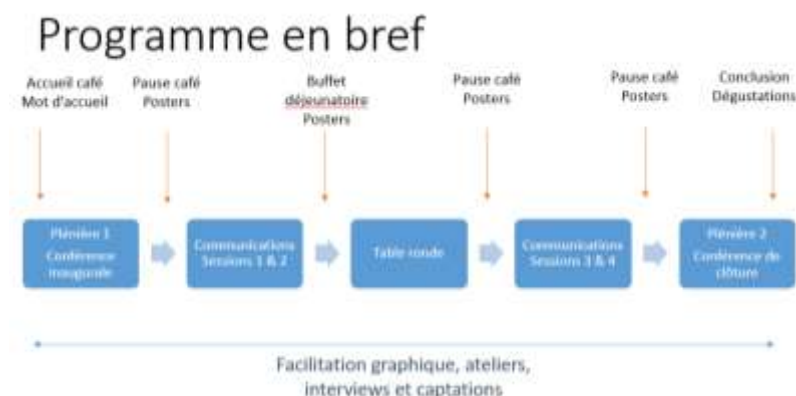 Programme en bref
Accueil café
Mot d'accueil
Pause café
Posters
Buffet
déjeunatoire
Posters
Pause café
Posters
Pause café
Posters
Conclusion
Dégustations
Plénière 1
Conférence
inaugurale
Communications
Sessions 1 & 2
Table ronde
Communications
Sessions 3 & 4
Plénière 2
Conférence de
clôture
Facilitation graphique, ateliers,
interviews et captations